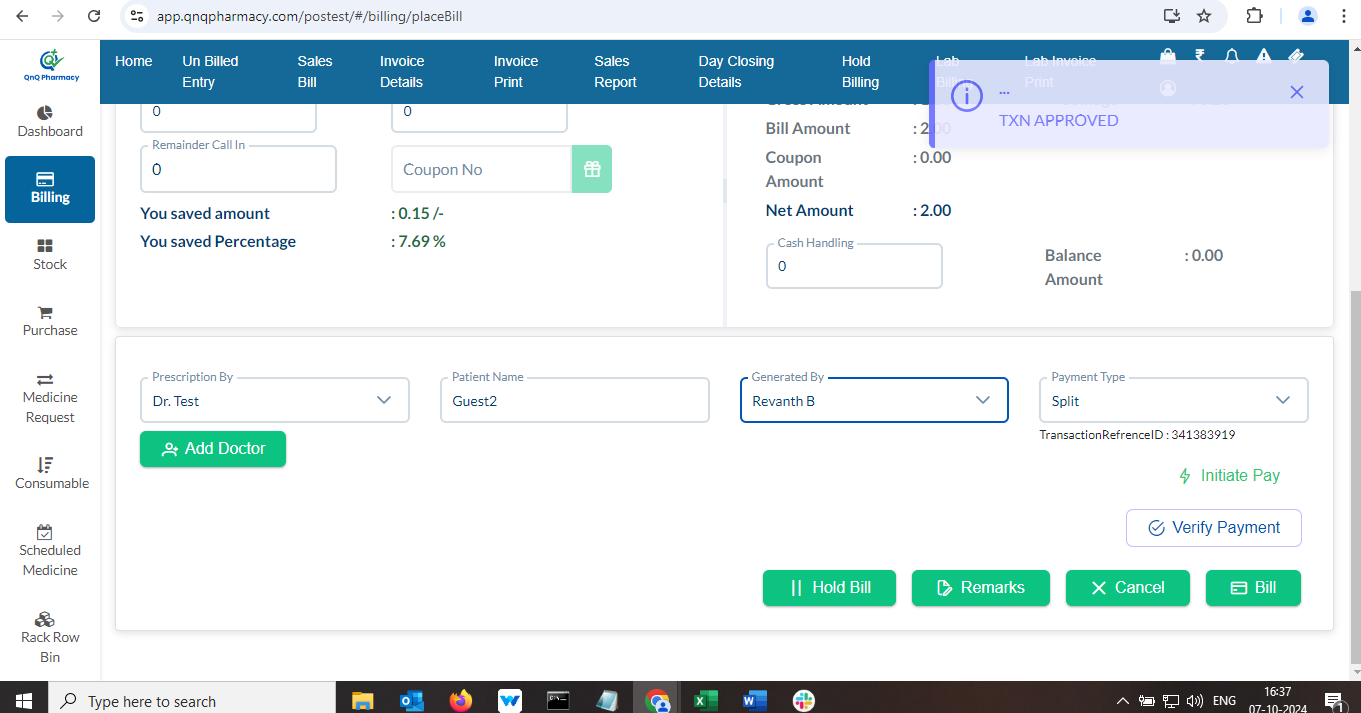 app.qnqpharmacy.com/postest/#/billing/placeBill
QnQ Pharmacy
Home
Un Billed
Entry
Sales
Bill
Invoice
Details
Invoice
Print
Sales
Report
Day Closing
Details
Hold
Billing
Lab
Lab Invoice
Print
...
TXN APPROVED
Dashboard
Billing
Stock
Purchase
Medicine
Request
Consumable
Scheduled
Medicine
Rack Row
Bin
0
0
Remainder Call In
0
Coupon No
You saved amount
: 0.15 /-
You saved Percentage
: 7.69 %
Bill Amount
: 2.00
Coupon
Amount
: 0.00
Net Amount
: 2.00
Cash Handling
0
Balance
Amount
: 0.00
Prescription By
Dr. Test
Patient Name
Guest2
Generated By
Revanth B
Payment Type
Split
TransactionRefrenceID : 341383919
Add Doctor
Initiate Pay
Verify Payment
Hold Bill
Remarks
Cancel
Bill
Type here to search
ENG
16:37
07-10-2024
1